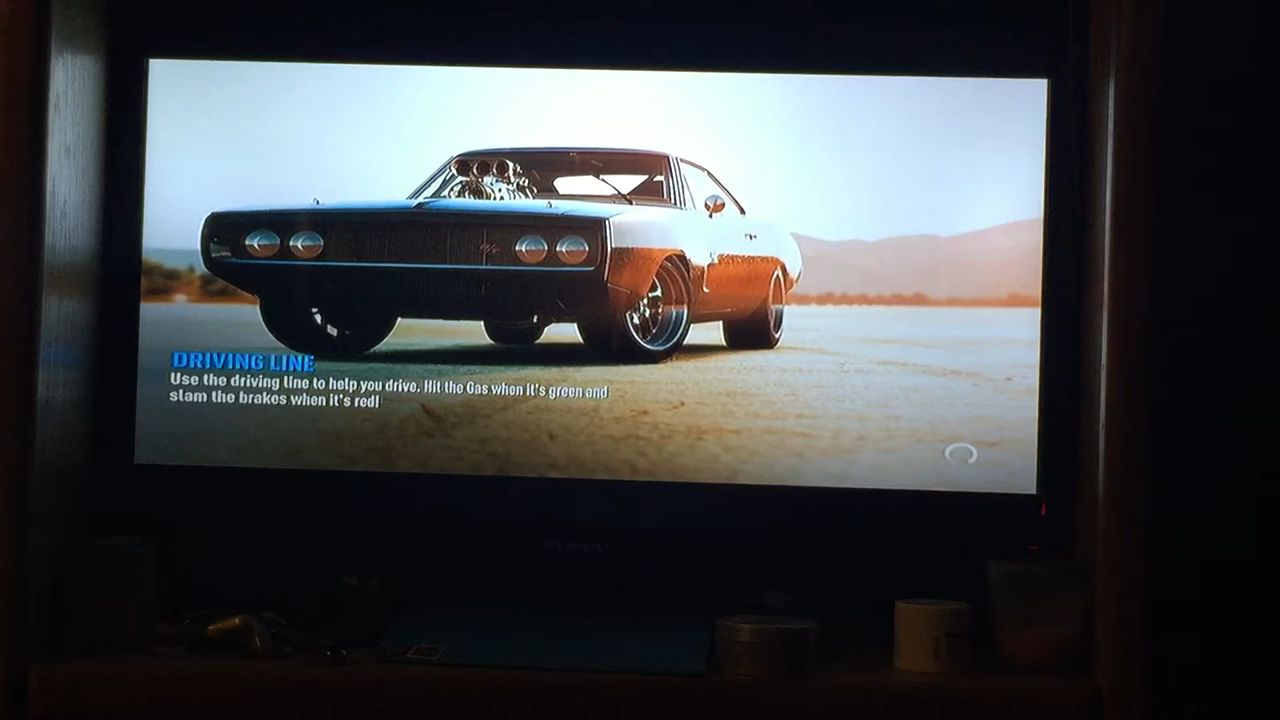 DRIVING LINE
Use the driving line to help you drive. Hit the Gas when it's green and
stam the brakes when it's red!